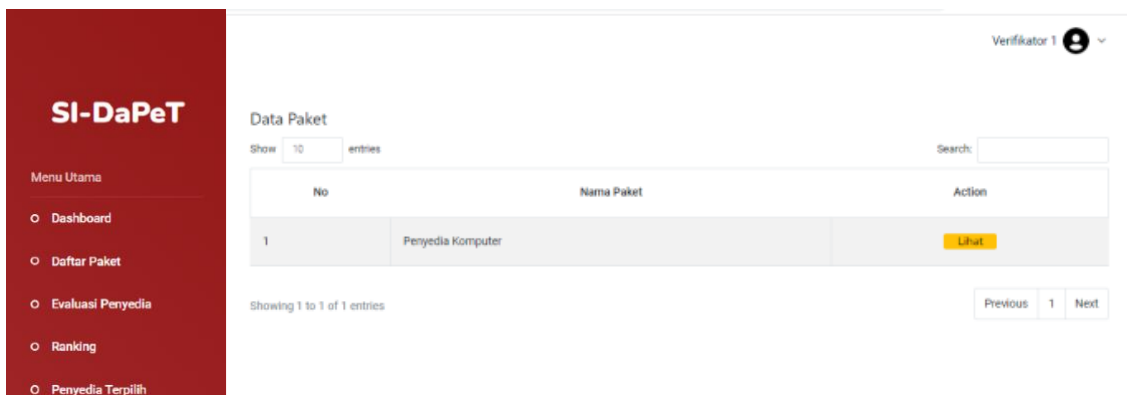 Verifikator 1
SI-DaPeT
Menu Utama
Dashboard
Daftar Paket
Evaluasi Penyedia
Ranking
Penyedia Terpilih
Data Paket
Show 10 entries
Search:
No Nama Paket Action
1 Penyedia Komputer Lihat
Showing 1 to 1 of 1 entries
Previous 1 Next